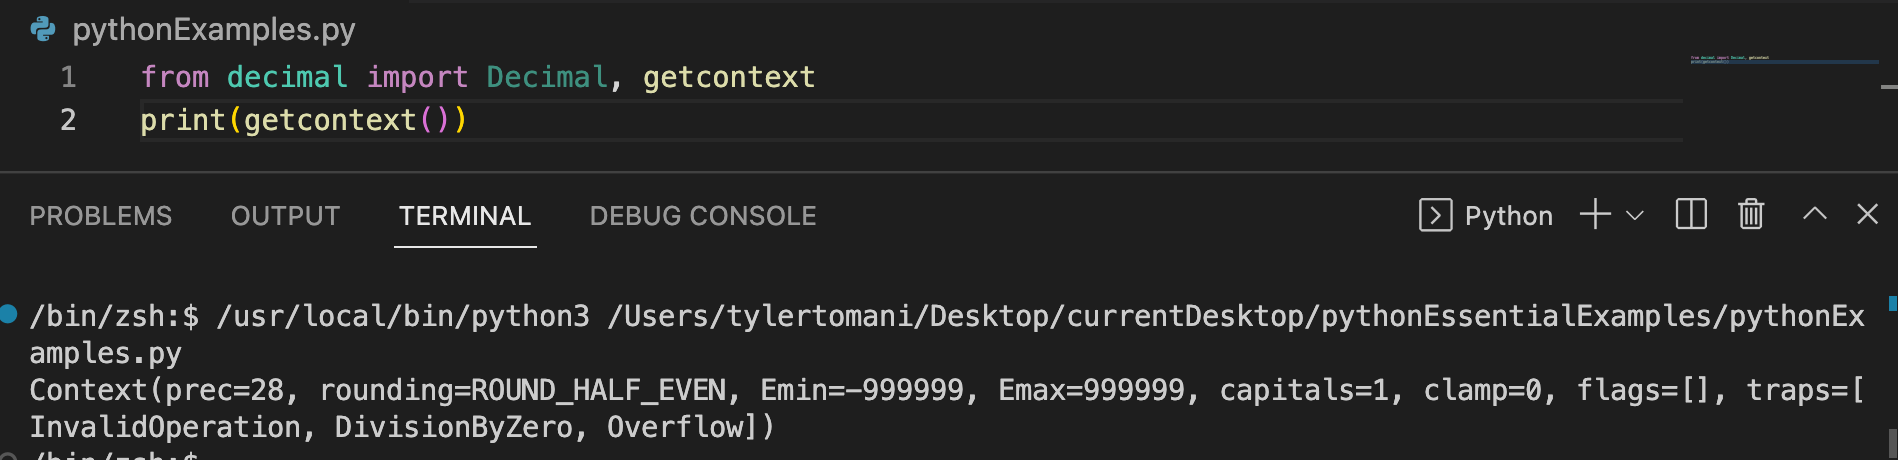 pythonExamples.py
1 from decimal import Decimal, getcontext
2 print(getcontext())
PROBLEMS OUTPUT TERMINAL DEBUG CONSOLE Python
/bin/zsh:$ /usr/local/bin/python3 /Users/tylertomani/Desktop/currentDesktop/pythonEssentialExamples/pythonEx
amples.py
Context(prec=28, rounding=ROUND_HALF_EVEN, Emin=-999999, Emax=999999, capitals=1, clamp=0, flags=[], traps=[
InvalidOperation, DivisionByZero, Overflow])
/bin/zsh:$